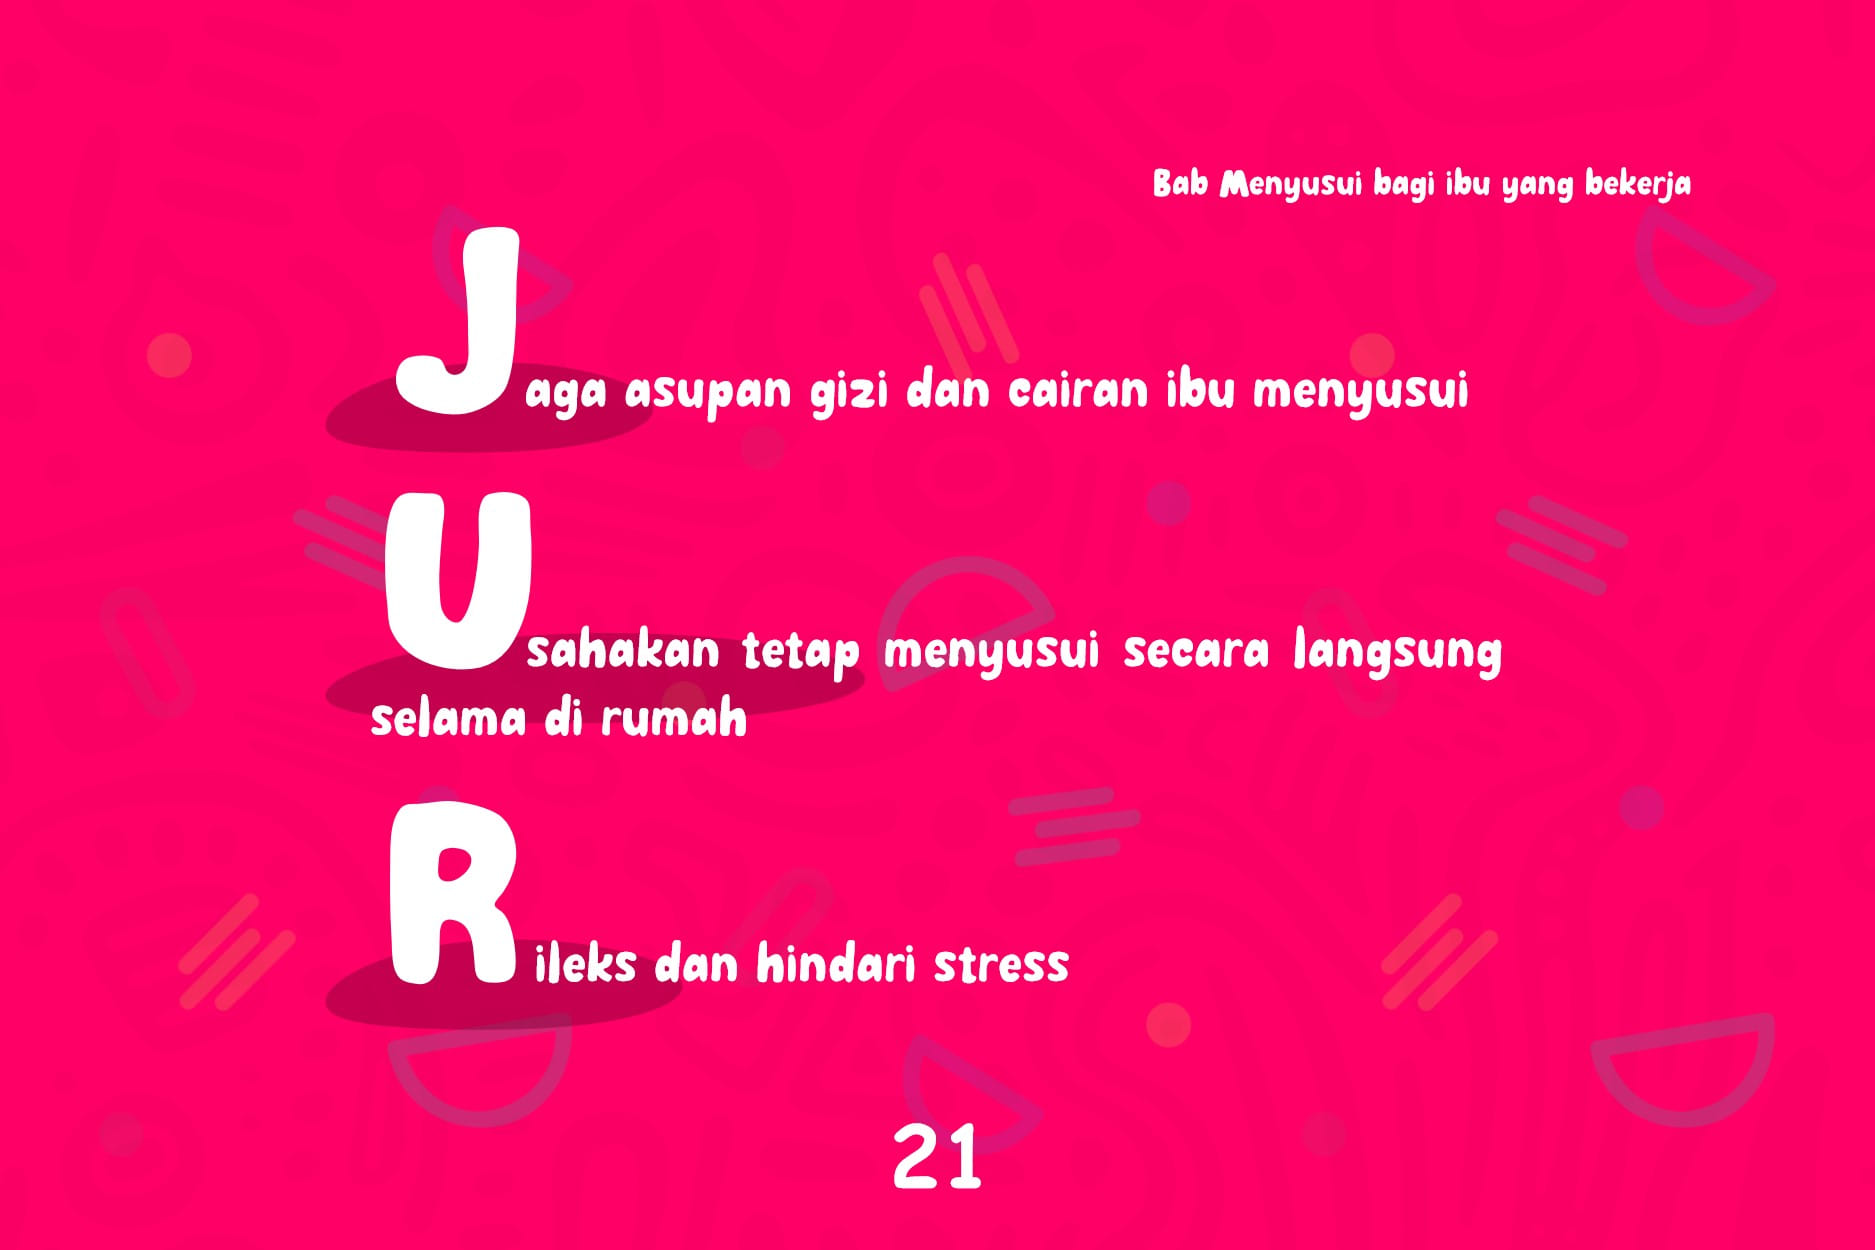 Bab Menyusui bagi ibu yang bekerja
Jaga asupan gizi dan cairan ibu menyusui
Usahakan tetap menyusui secara langsung
selama di rumah
Rileks dan hindari stress
21